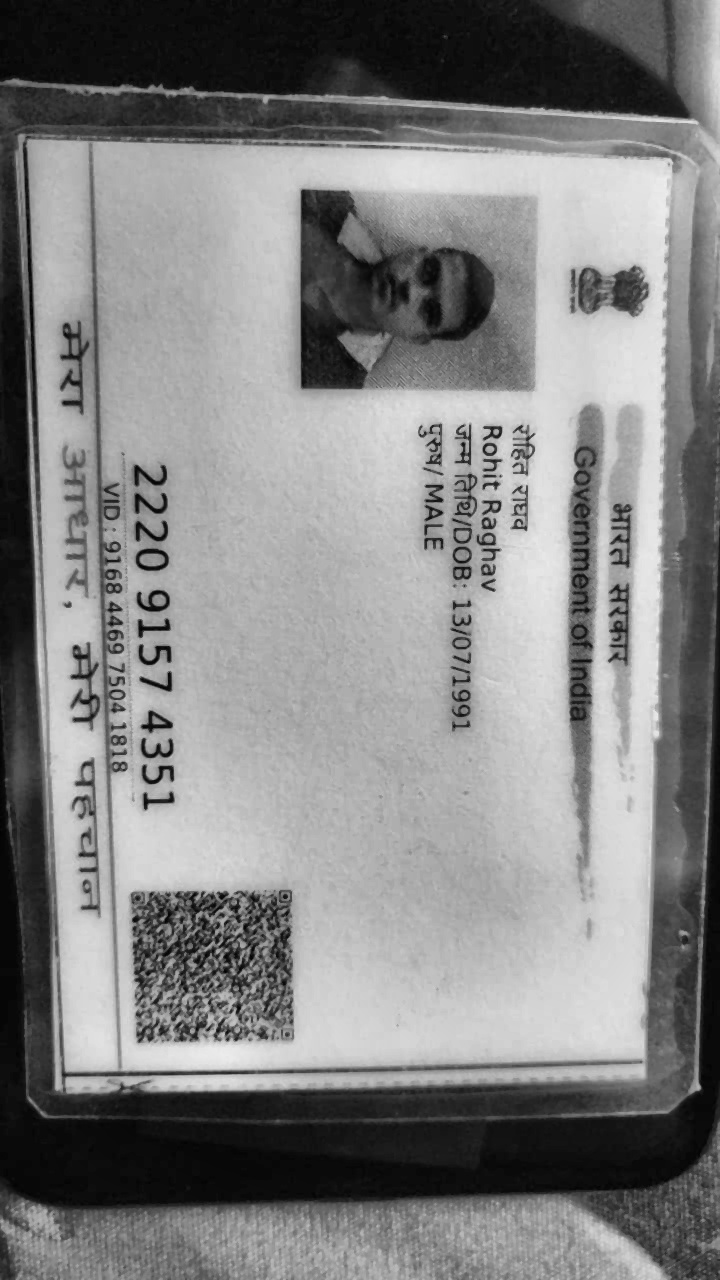 भारत सरकार
Government of India
रोहित राघव
Rohit Raghav
जन्म तिथि/DOB: 13/07/1991
पुरुष/ MALE
2220 9157 4351
VID : 9168 4469 7504 1818
मेरा आधार, मेरी पहचान